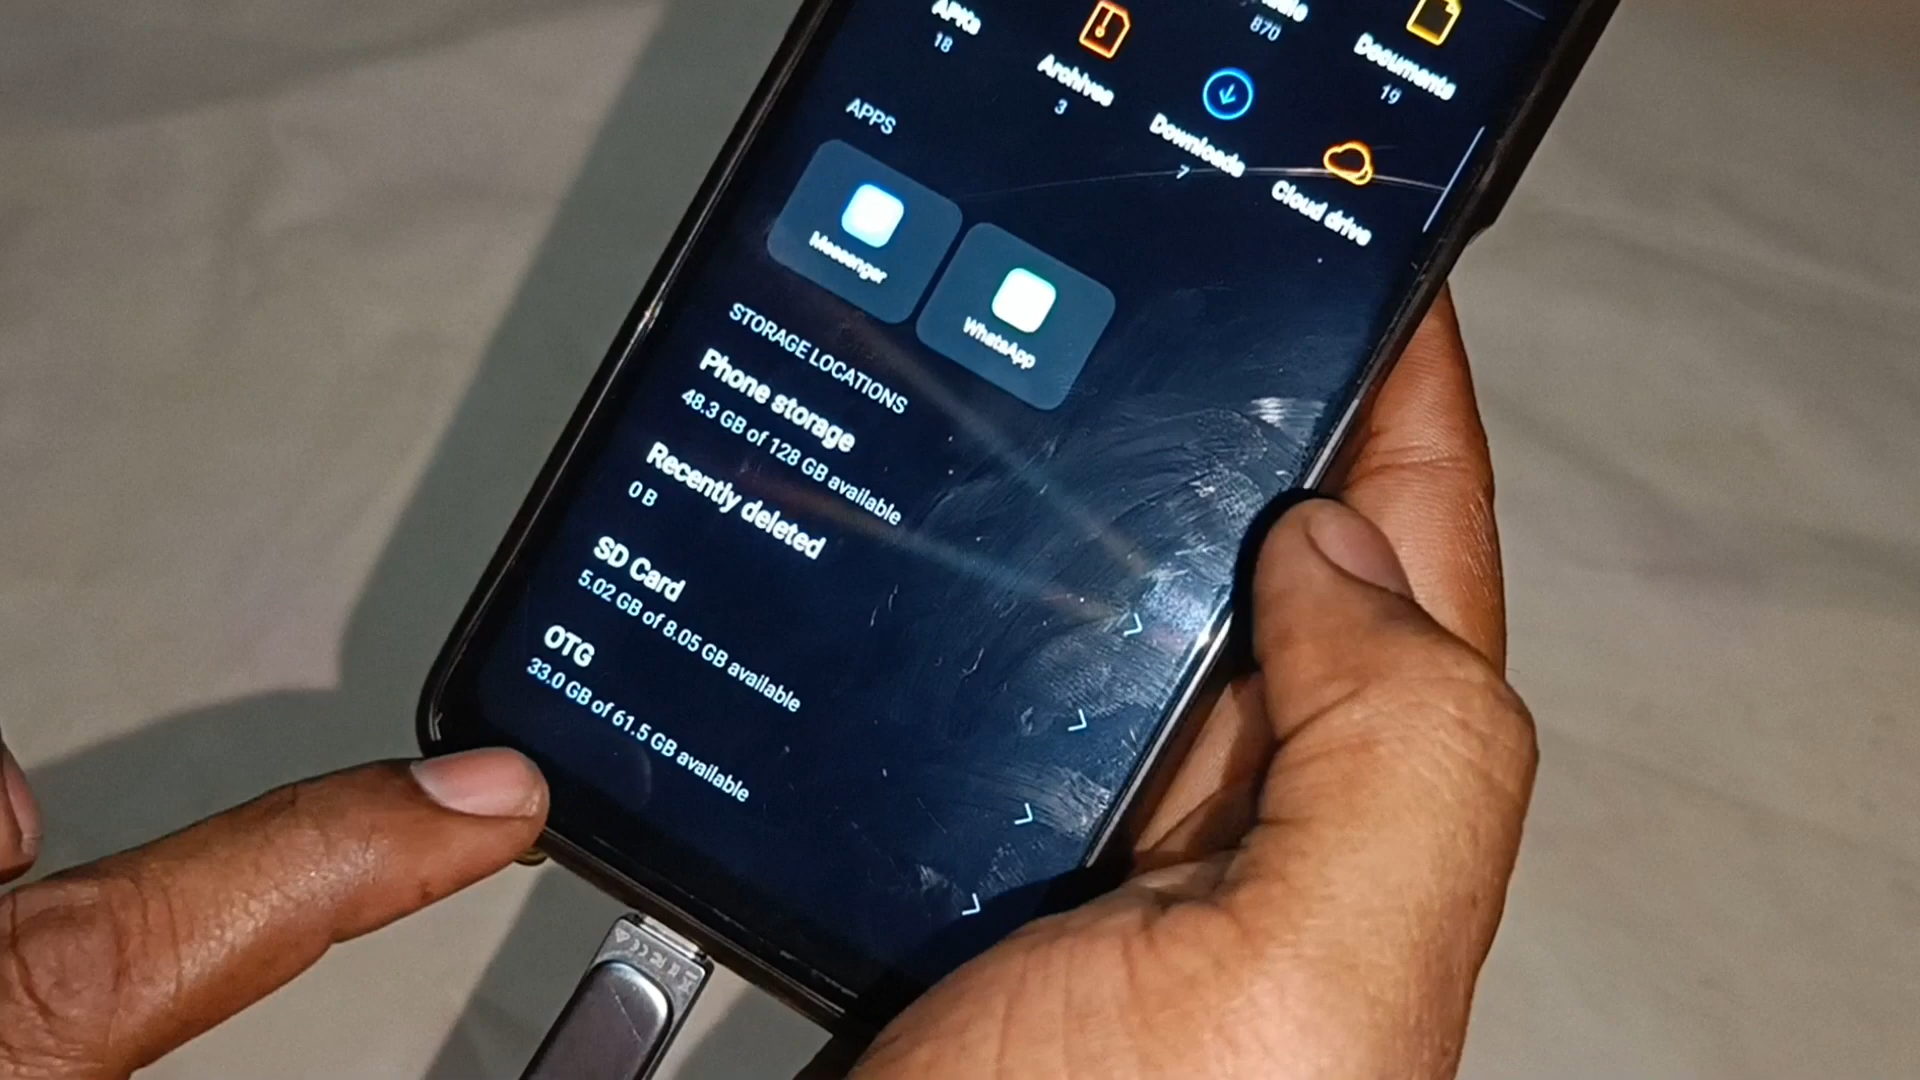 APKs
18
Archives
3
870
Documents
19
Downloads
7
Cloud drive
APPS
Messenger
WhatsApp
STORAGE LOCATIONS
Phone storage
48.3 GB of 128 GB available
Recently deleted
0 B
SD Card
5.02 GB of 8.05 GB available
OTG
33.0 GB of 61.5 GB available